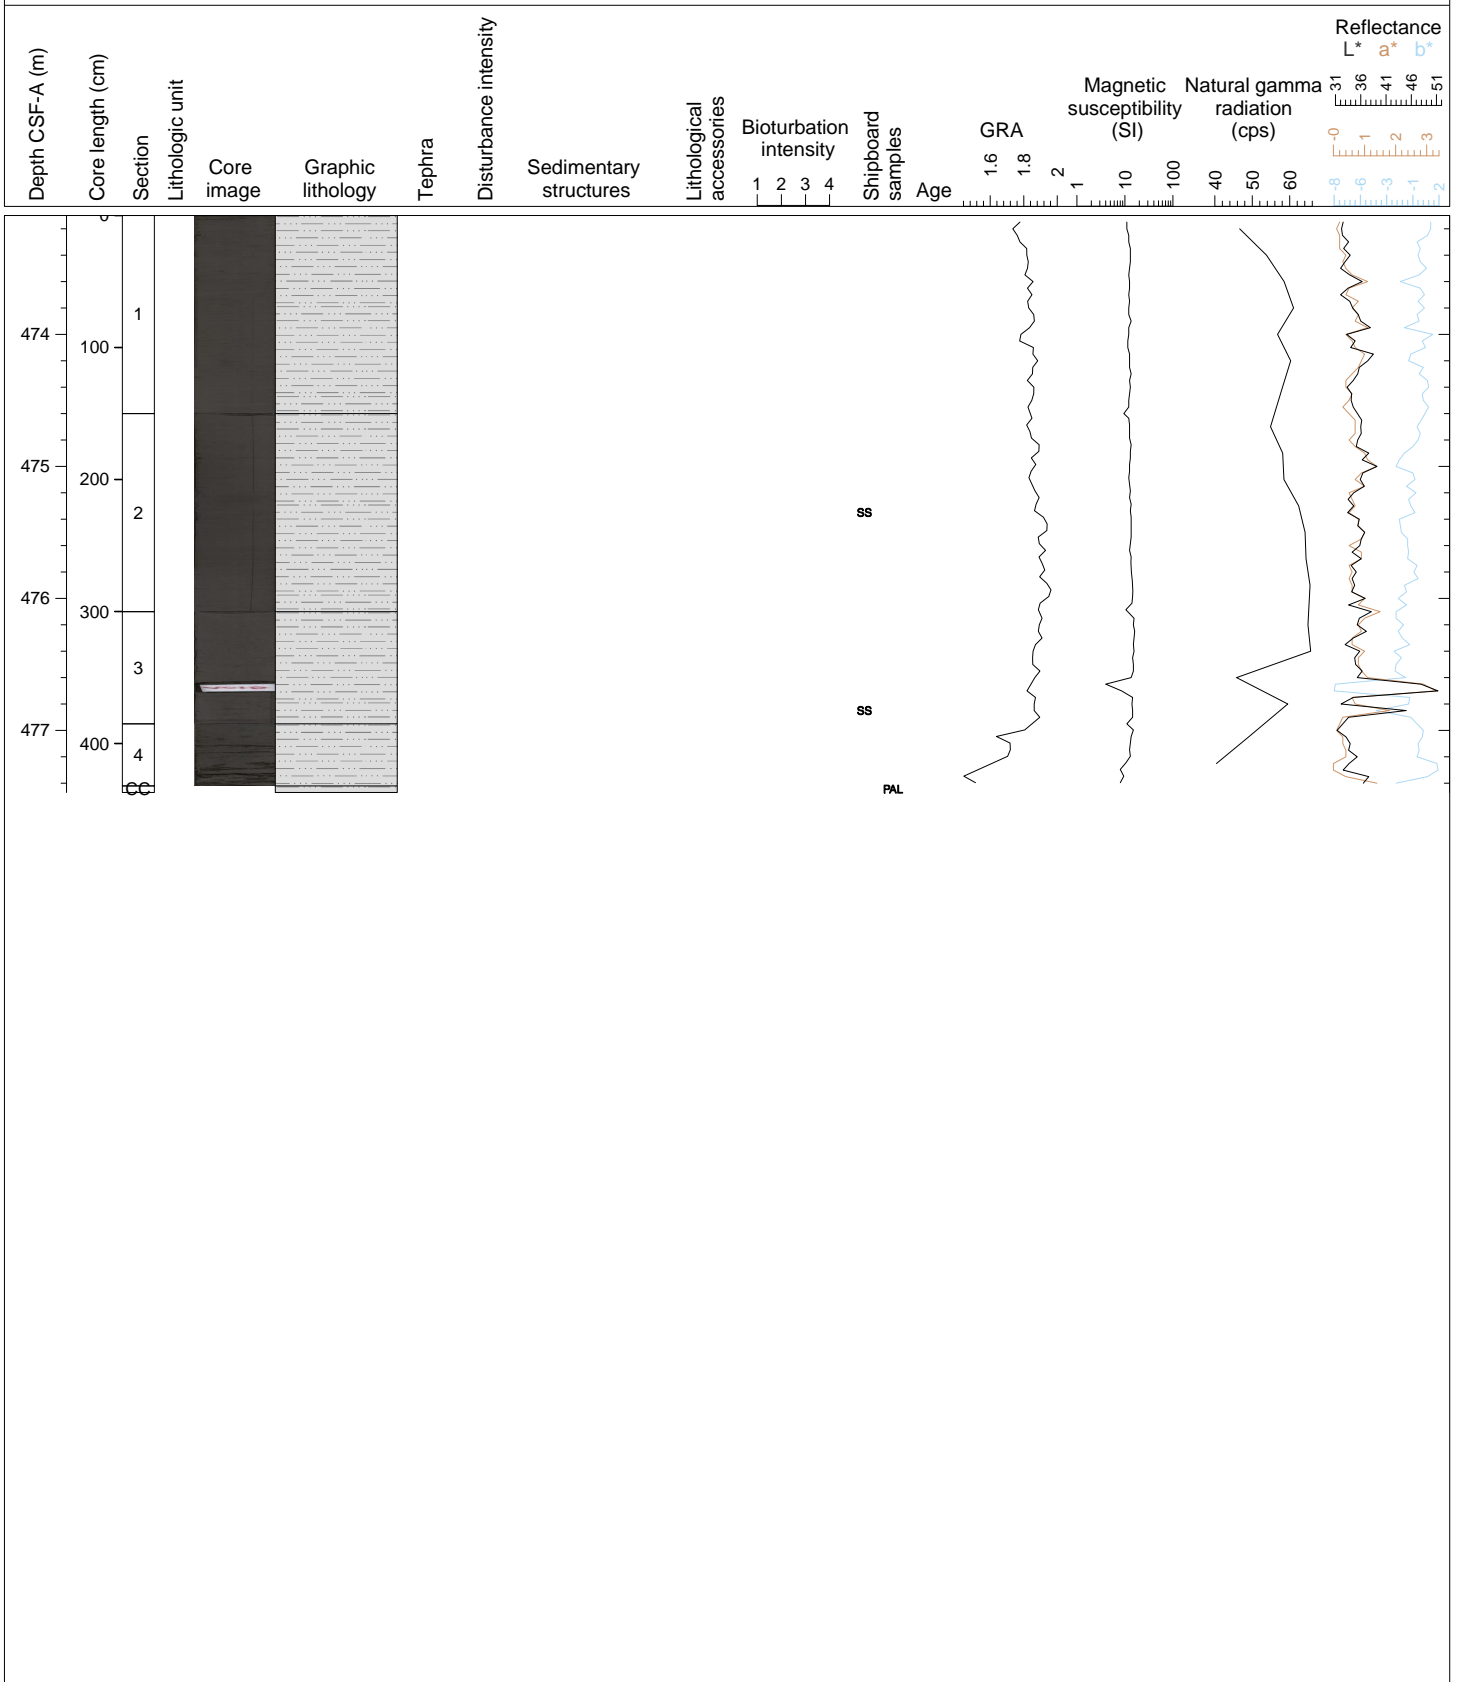 Depth CSF-A (m)
Core length (cm)
Section
Lithologic unit
Core
image
Graphic
lithology
Tephra
Disturbance intensity
Sedimentary
structures
Lithological
accessories
Bioturbation
intensity
1 2 3 4
Shipboard
samples
Age
GRA
1.6 1.8 2
Magnetic
susceptibility
(SI)
1 10 100
Natural gamma
radiation
(cps)
40 50 60
Reflectance
L* a* b*
31 36 41 46 51
-0 1 2 3
-8 -6 -3 -1 2
0
1
474
100
475
200
2
SS
476
300
3
SS
477
400
4
CC
PAL